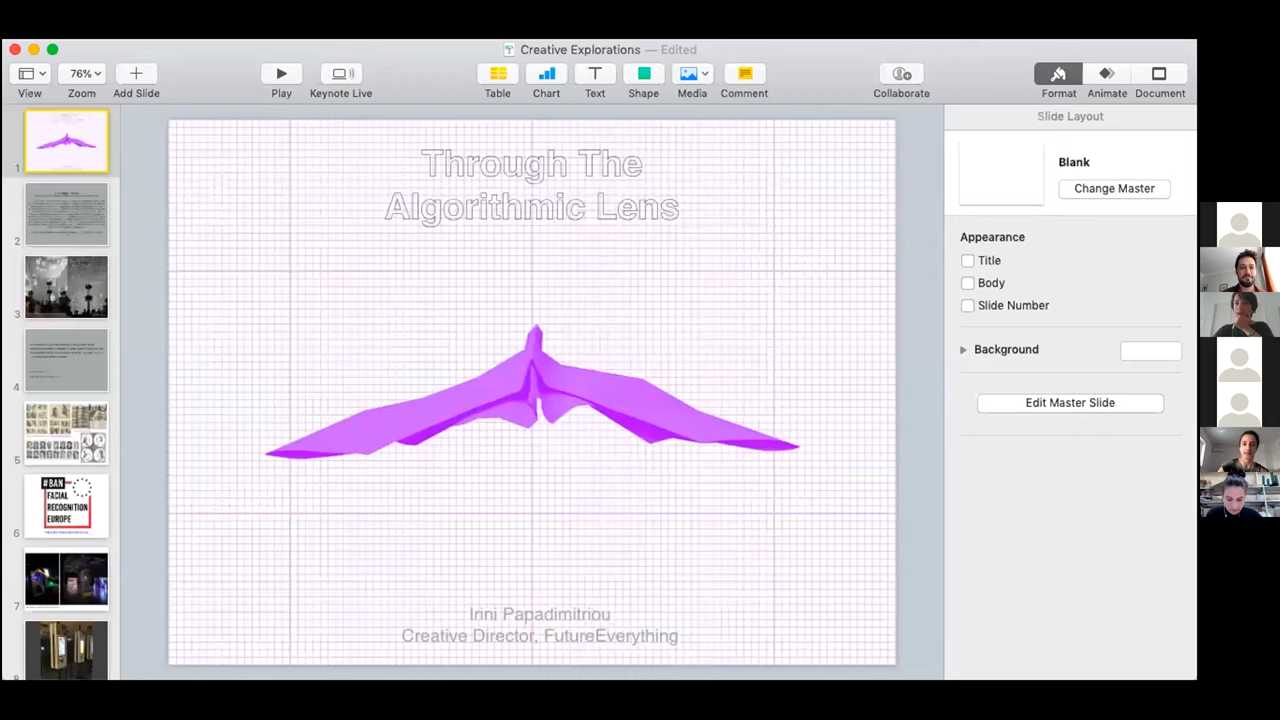 Creative Explorations — Edited
View
76%
Zoom
Add Slide
Play
Keynote Live
Table
Chart
Text
Shape
Media
Comment
Collaborate
Format
Animate
Document
1
2
3
4
5
#BAN
FACIAL
RECOGNITION
EUROPE
6
7
8
Through The
Algorithmic Lens
Irini Papadimitriou
Creative Director, FutureEverything
Slide Layout
Blank
Change Master
Appearance
Title
Body
Slide Number
Background
Edit Master Slide